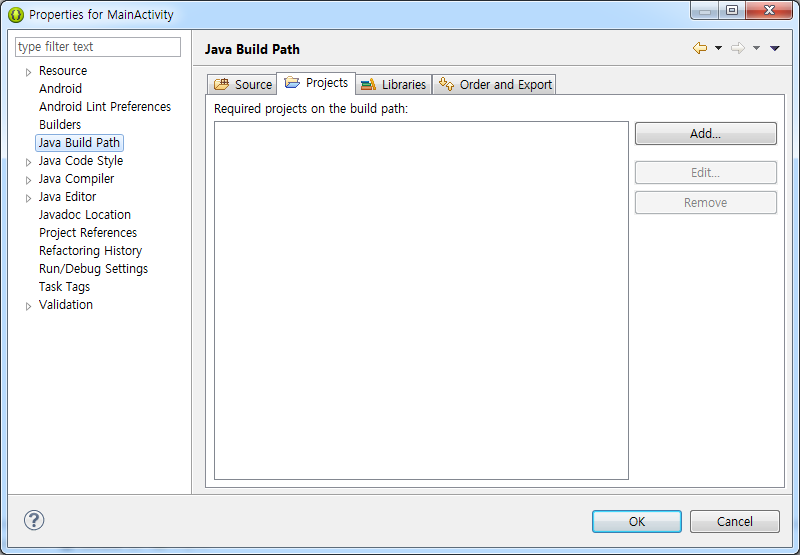 Properties for MainActivity
type filter text
Resource
Android
Android Lint Preferences
Builders
Java Build Path
Java Code Style
Java Compiler
Java Editor
Javadoc Location
Project References
Refactoring History
Run/Debug Settings
Task Tags
Validation
Java Build Path
Source Projects Libraries Order and Export
Required projects on the build path:
Add...
Edit...
Remove
OK Cancel